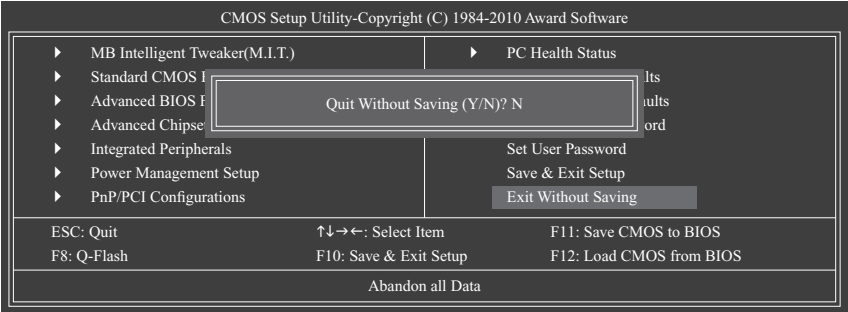 CMOS Setup Utility-Copyright (C) 1984-2010 Award Software
MB Intelligent Tweaker(M.I.T.)
Standard CMOS
Advanced BIOS
Advanced
Integrated Peripherals
Power Management Setup
PnP/PCI Configurations
PC Health Status
Set User Password
Save & Exit Setup
Exit Without Saving
Quit Without Saving (Y/N)? N
ESC: Quit ↑↓→←: Select Item F11: Save CMOS to BIOS
F8: Q-Flash F10: Save & Exit Setup F12: Load CMOS from BIOS
Abandon all Data